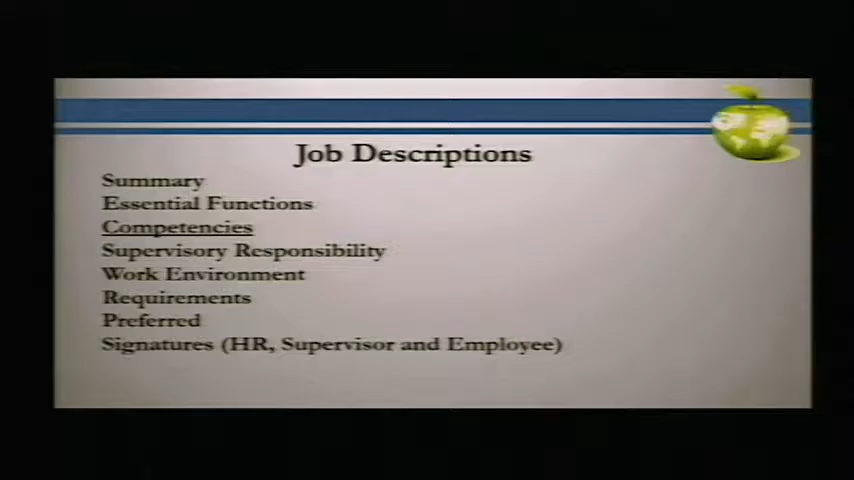 Job Descriptions
Summary
Essential Functions
Competencies
Supervisory Responsibility
Work Environment
Requirements
Preferred
Signatures (HR, Supervisor and Employee)